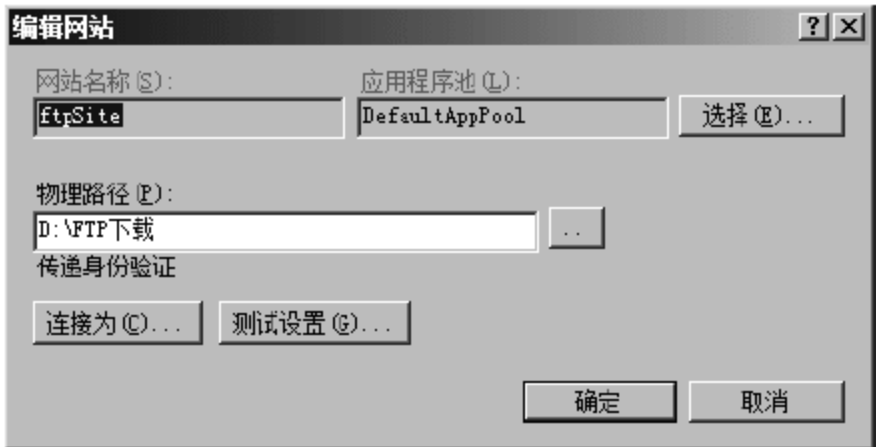 编辑网站
网站名称(S): 应用程序池(L):
ftpSite DefaultAppPool 选择(E)...
物理路径(P):
D:\FTP下载 ..
传递身份验证
连接为(C)... 测试设置(G)...
确定 取消